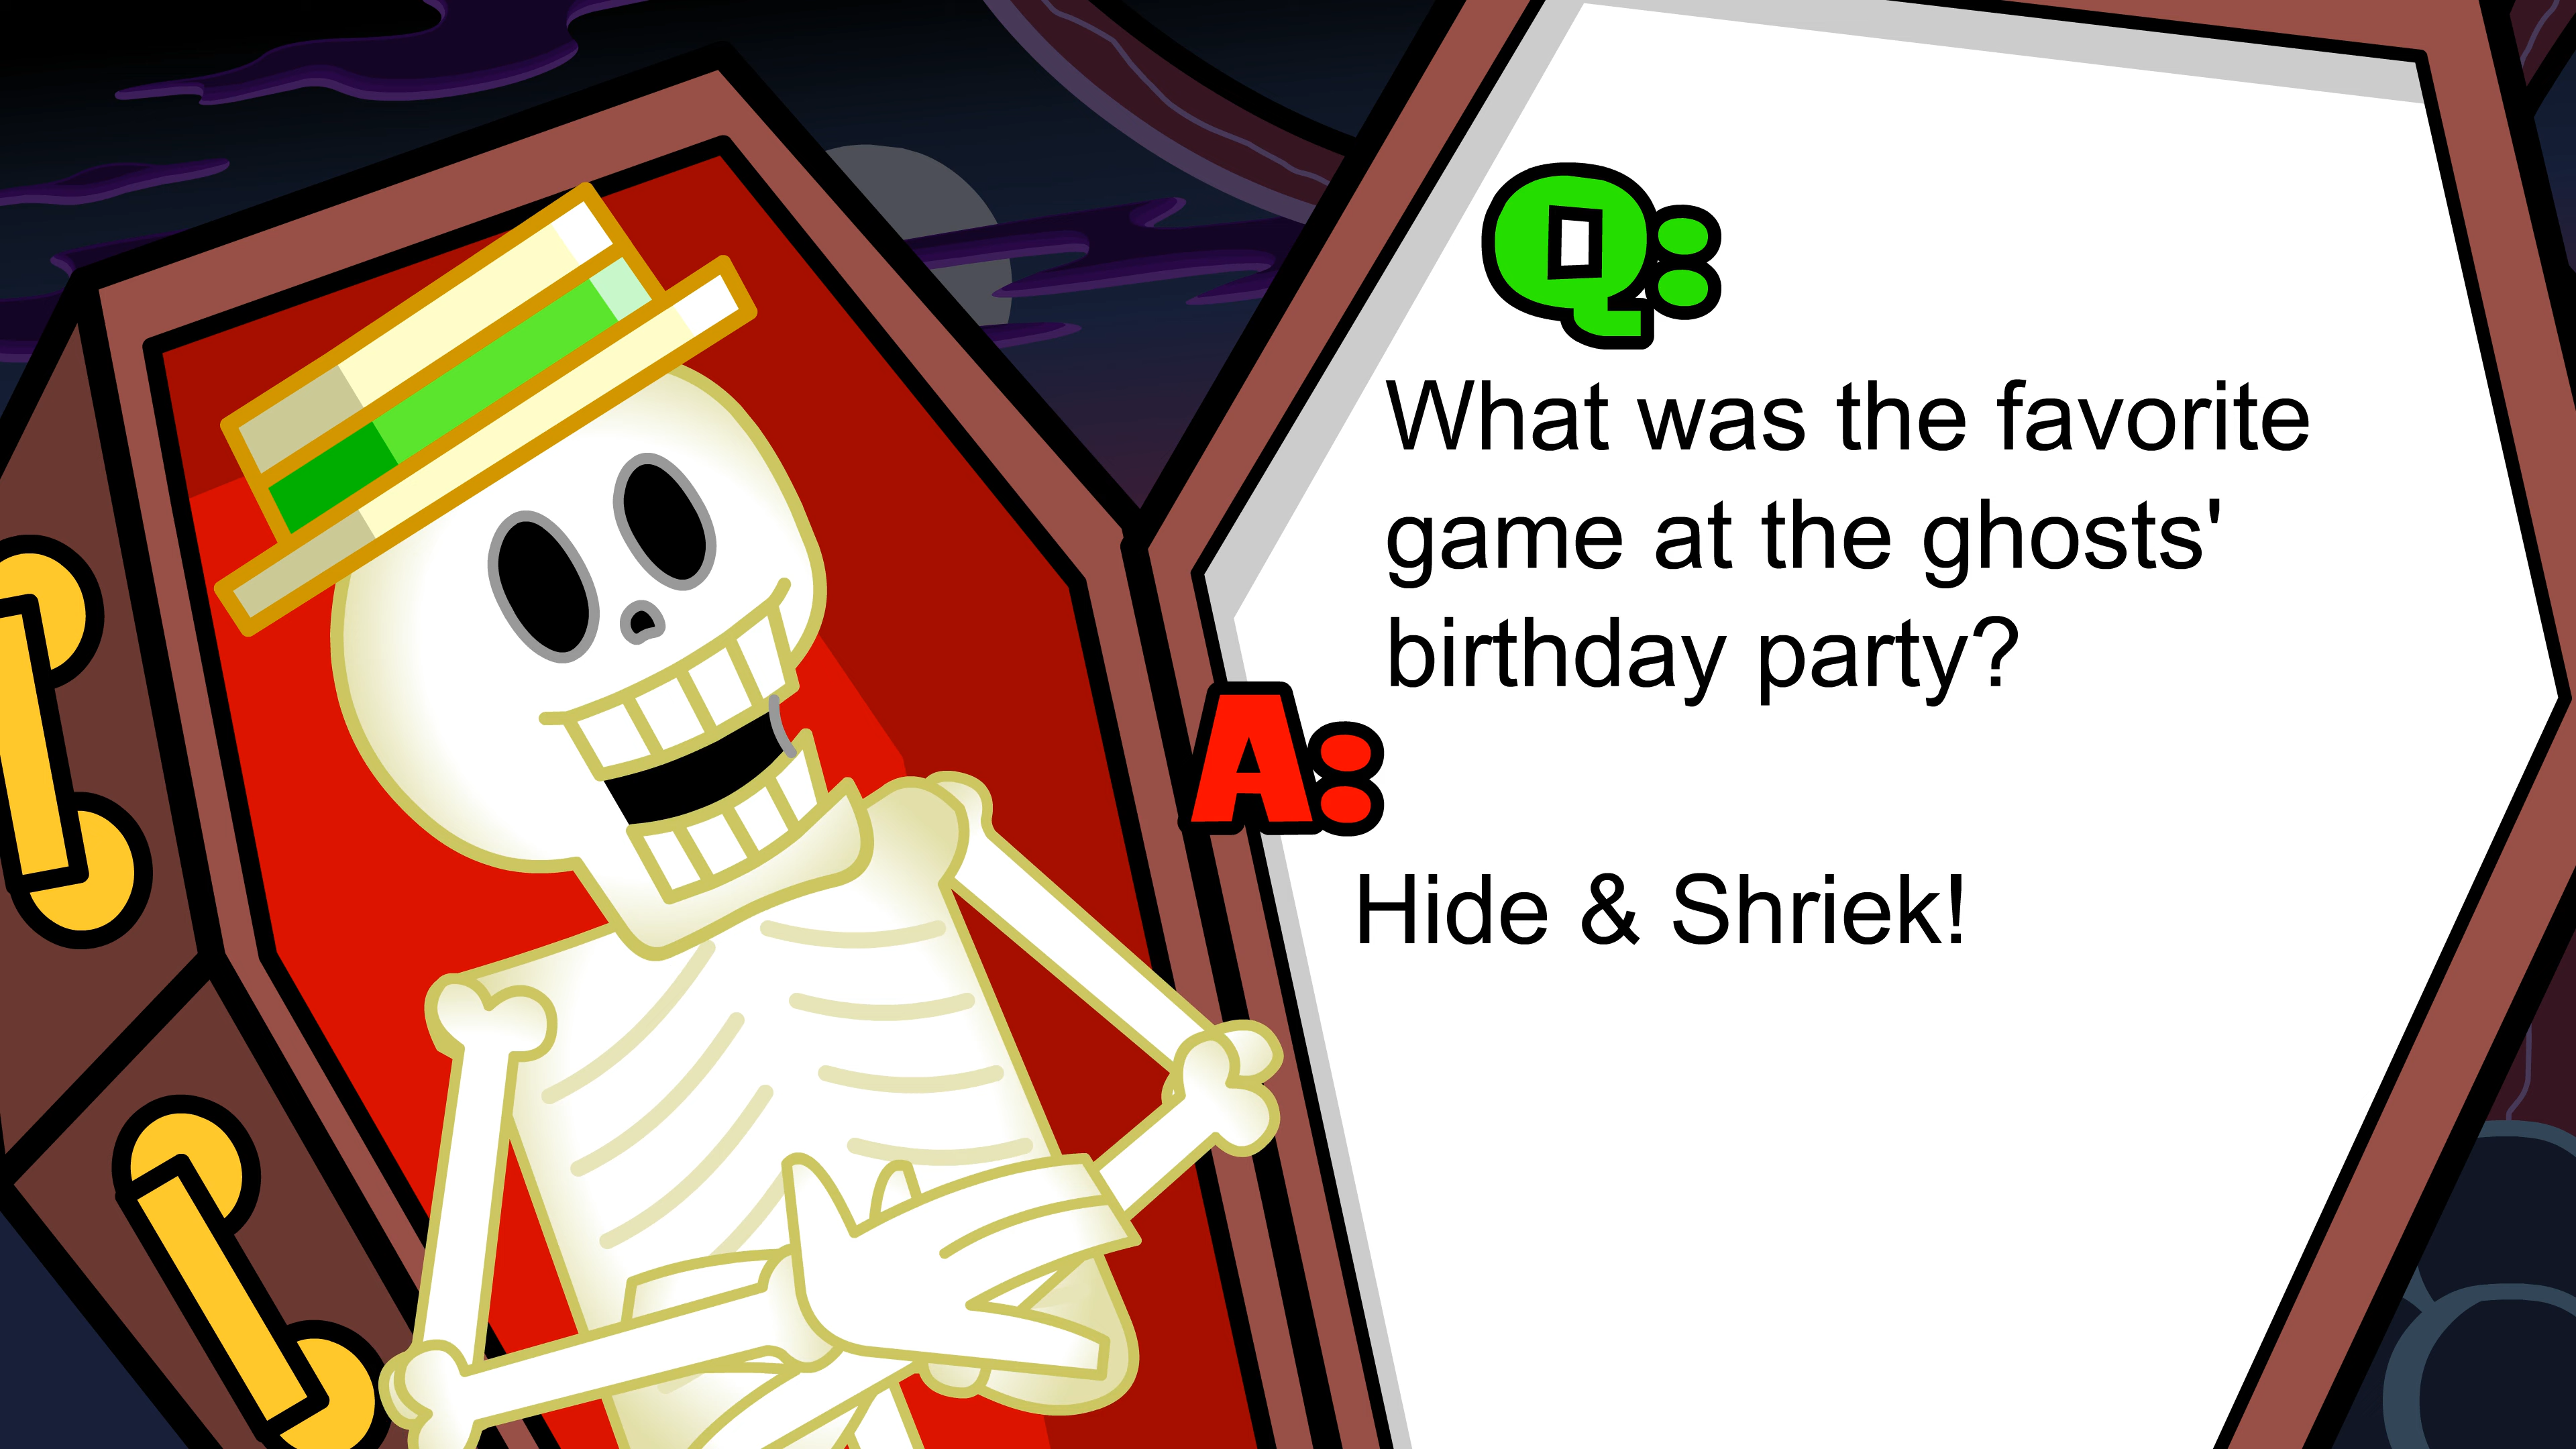 Q:
What was the favorite
game at the ghosts'
birthday party?
A:
Hide & Shriek!